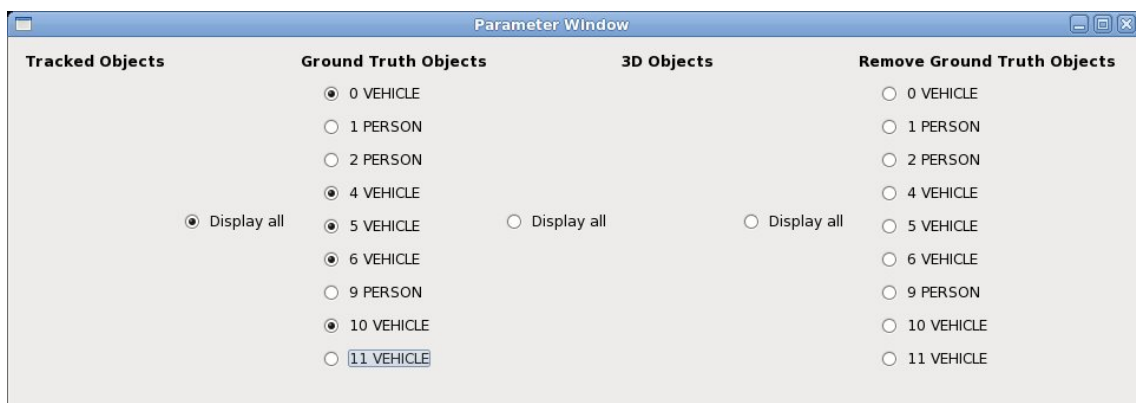 Parameter Window
Tracked Objects Ground Truth Objects 3D Objects Remove Ground Truth Objects
0 VEHICLE 0 VEHICLE
1 PERSON 1 PERSON
2 PERSON 2 PERSON
4 VEHICLE 4 VEHICLE
Display all 5 VEHICLE Display all Display all 5 VEHICLE
6 VEHICLE 6 VEHICLE
9 PERSON 9 PERSON
10 VEHICLE 10 VEHICLE
11 VEHICLE 11 VEHICLE